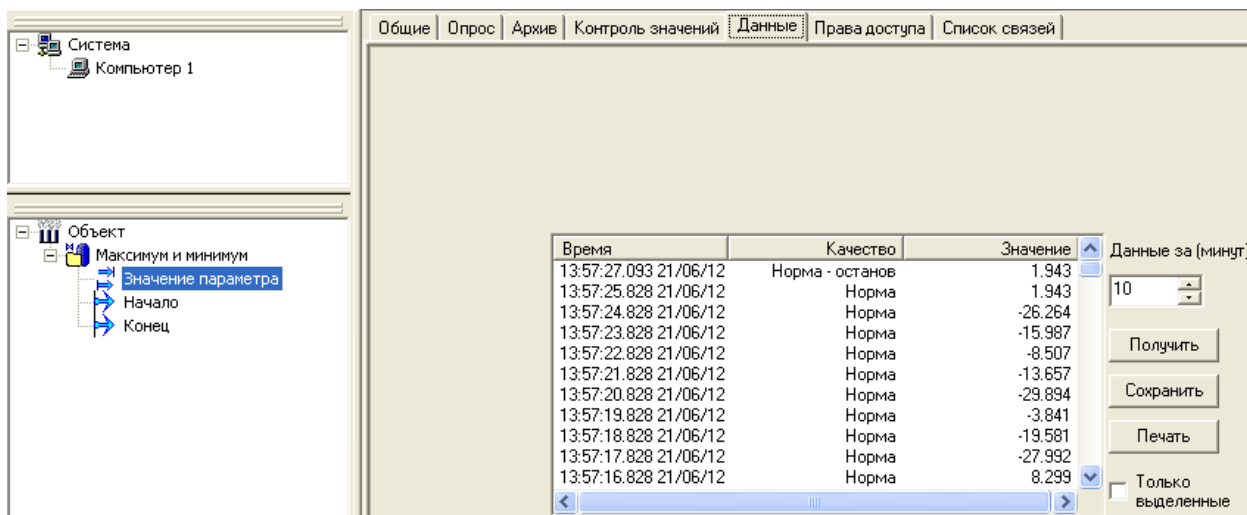 Система
Компьютер 1
Объект
Максимум и минимум
Значение параметра
Начало
Конец
Общие Опрос Архив Контроль значений Данные Права доступа Список связей
Время Качество Значение
13:57:27.093 21/06/12 Норма - останов 1.943
13:57:25.828 21/06/12 Норма 1.943
13:57:24.828 21/06/12 Норма -26.264
13:57:23.828 21/06/12 Норма -15.987
13:57:22.828 21/06/12 Норма -8.507
13:57:21.828 21/06/12 Норма -13.657
13:57:20.828 21/06/12 Норма -29.894
13:57:19.828 21/06/12 Норма -3.841
13:57:18.828 21/06/12 Норма -19.581
13:57:17.828 21/06/12 Норма -27.992
13:57:16.828 21/06/12 Норма 8.299
Данные за (минут)
10
Получить
Сохранить
Печать
Только
выделенные